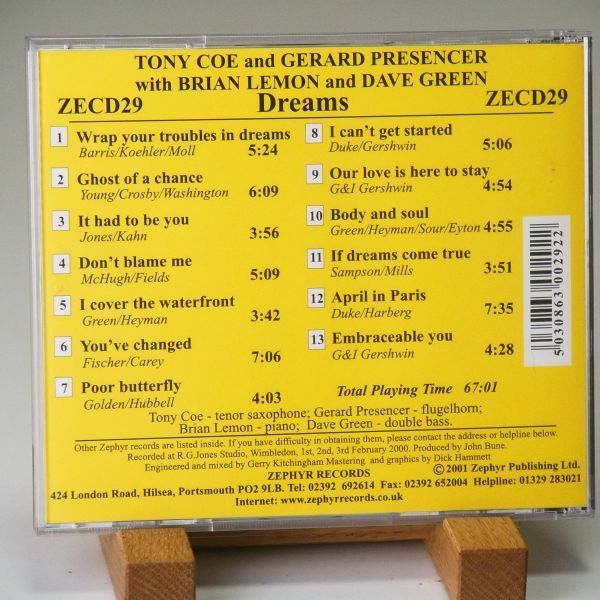 TONY COE and GERARD PRESENCER
with BRIAN LEMON and DAVE GREEN
ZECD29 Dreams ZECD29
1 Wrap your troubles in dreams
Barris/Koehler/Moll 5:24
2 Ghost of a chance
Young/Crosby/Washington 6:09
3 It had to be you
Jones/Kahn 3:56
4 Don't blame me
McHugh/Fields 5:09
5 I cover the waterfront
Green/Heyman 3:42
6 You've changed
Fischer/Carey 7:06
7 Poor butterfly
Golden/Hubbell 4:03
8 I can't get started
Duke/Gershwin 5:06
9 Our love is here to stay
G&I Gershwin 4:54
10 Body and soul
Green/Heyman/Sour/Eyton 4:55
11 If dreams come true
Sampson/Mills 3:51
12 April in Paris
Duke/Harberg 7:35
13 Embraceable you
G&I Gershwin 4:28
Total Playing Time 67:01
Tony Coe - tenor saxophone; Gerard Presencer - flugelhorn;
Brian Lemon - piano; Dave Green - double bass.
Other Zephyr records are listed inside. If you have difficulty in obtaining them, please contact the address or helpline below.
Recorded at R.G.Jones Studio, Wimbledon, 1st, 2nd, 3rd February 2000. Produced by John Bune.
Engineered and mixed by Gerry Kitchingham Mastering and graphics by Dick Hammett
ZEPHYR RECORDS ©2001 Zephyr Publishing Ltd.
424 London Road, Hilsea, Portsmouth PO2 9LB. Tel: 02392 692614 Fax: 02392 652004 Helpline: 01329 283021
Internet: www.zephyrrecords.co.uk
5030863 002922